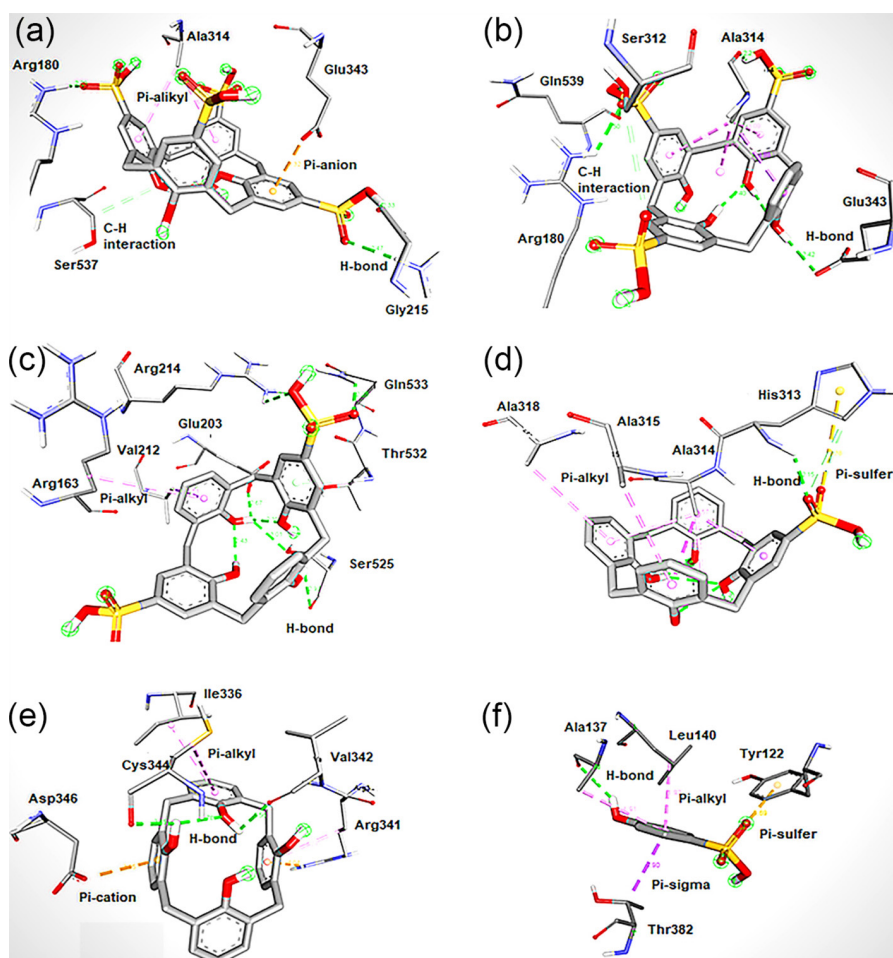 (a)
Ala314
Arg180
Glu343
Pi-alikyl
Pi-anion
C-H
interaction
Ser537
H-bond
Gly215
(b)
Ser312
Ala314
Gln539
C-H
interaction
Glu343
Arg180
H-bond
(c)
Arg214
Gln533
Glu203
Val212
Thr532
Arg163
Pi-alkyl
Ser525
H-bond
(d)
His313
Ala318
Ala315
Ala314
Pi-alkyl
H-bond
Pi-sulfer
(e)
Ile336
Pi-alkyl
Cys344
Val342
Asp346
H-bond
Arg341
Pi-cation
(f)
Ala137
Leu140
Tyr122
H-bond
Pi-alkyl
Pi-sulfer
Pi-sigma
Thr382